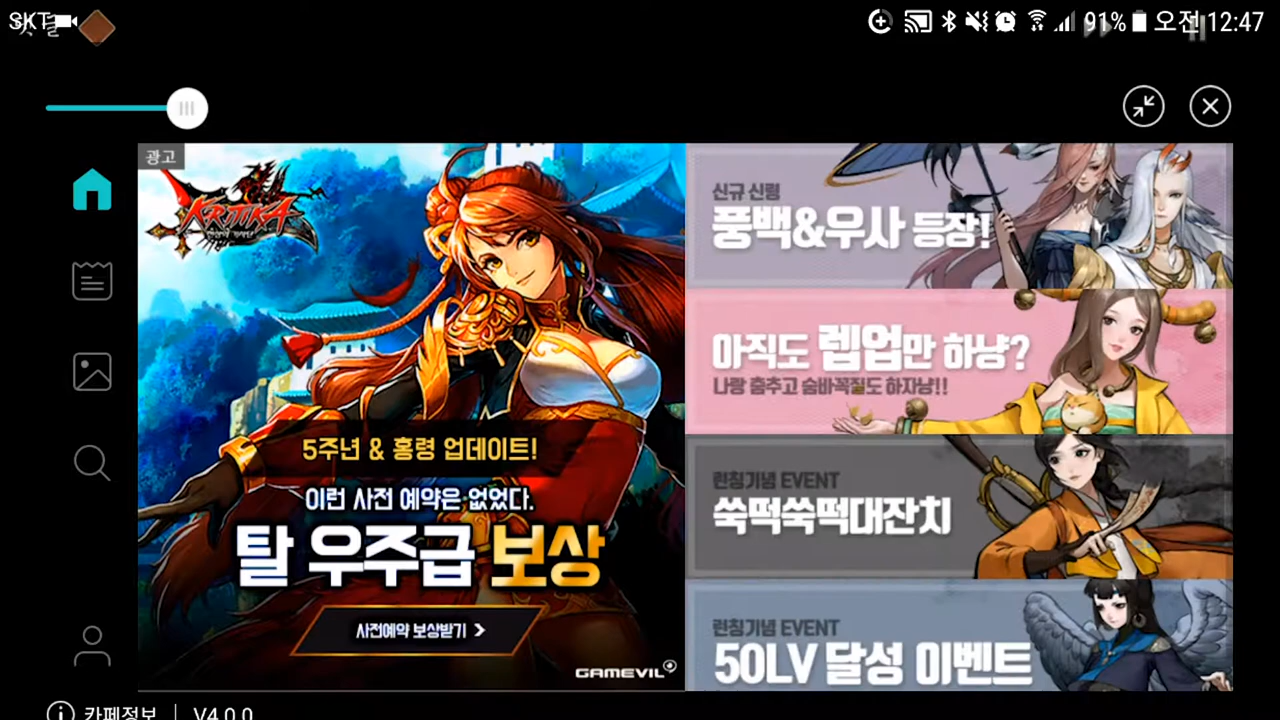 SKT
91%
오전 12:47
광고
KRITIKA
신규 신령
풍백&우사 등장!
아직도 렙업만 하냥?
나랑 춤추고 숨바꼭질도 하자냥!!
런칭기념 EVENT
쑥떡쑥떡대잔치
런칭기념 EVENT
50LV 달성 이벤트
5주년 & 홍령 업데이트!
이런 사전 예약은 없었다.
탈 우주급 보상
사전예약 보상받기 >
GAMEVIL
카페정보 | V4.0.0